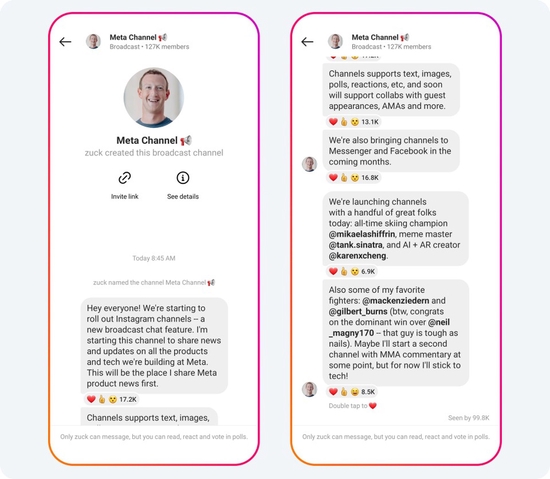 Meta Channel 📢
Broadcast • 127K members
Meta Channel 📢
zuck created this broadcast channel
Invite link
See details
Today 8:45 AM
zuck named the channel Meta Channel 📢
Hey everyone! We're starting to
roll out Instagram channels – a
new broadcast chat feature. I'm
starting this channel to share news
and updates on all the products
and tech we're building at Meta.
This will be the place I share Meta
product news first.
❤️ 👍 😮 17.2K
Channels supports text, images,
Only zuck can message, but you can read, react and vote in polls.
Meta Channel 📢
Broadcast • 127K members
Channels supports text, images,
polls, reactions, etc, and soon
will support collabs with guest
appearances, AMAs and more.
❤️ 👍 😮 13.1K
We're also bringing channels to
Messenger and Facebook in the
coming months.
❤️ 👍 😮 16.8K
We're launching channels
with a handful of great folks
today: all-time skiing champion
@mikaelashiffrin, meme master
@tank.sinatra, and AI + AR creator
@karenxcheng.
❤️ 👍 😮 6.9K
Also some of my favorite
fighters: @mackenziedern and
@gilbert_burns (btw, congrats
on the dominant win over @neil
_magny170 – that guy is tough as
nails). Maybe I'll start a second
channel with MMA commentary at
some point, but for now I'll stick to
tech!
❤️ 👍 😄 8.5K
Double tap to ❤️
Seen by 99.8K
Only zuck can message, but you can read, react and vote in polls.